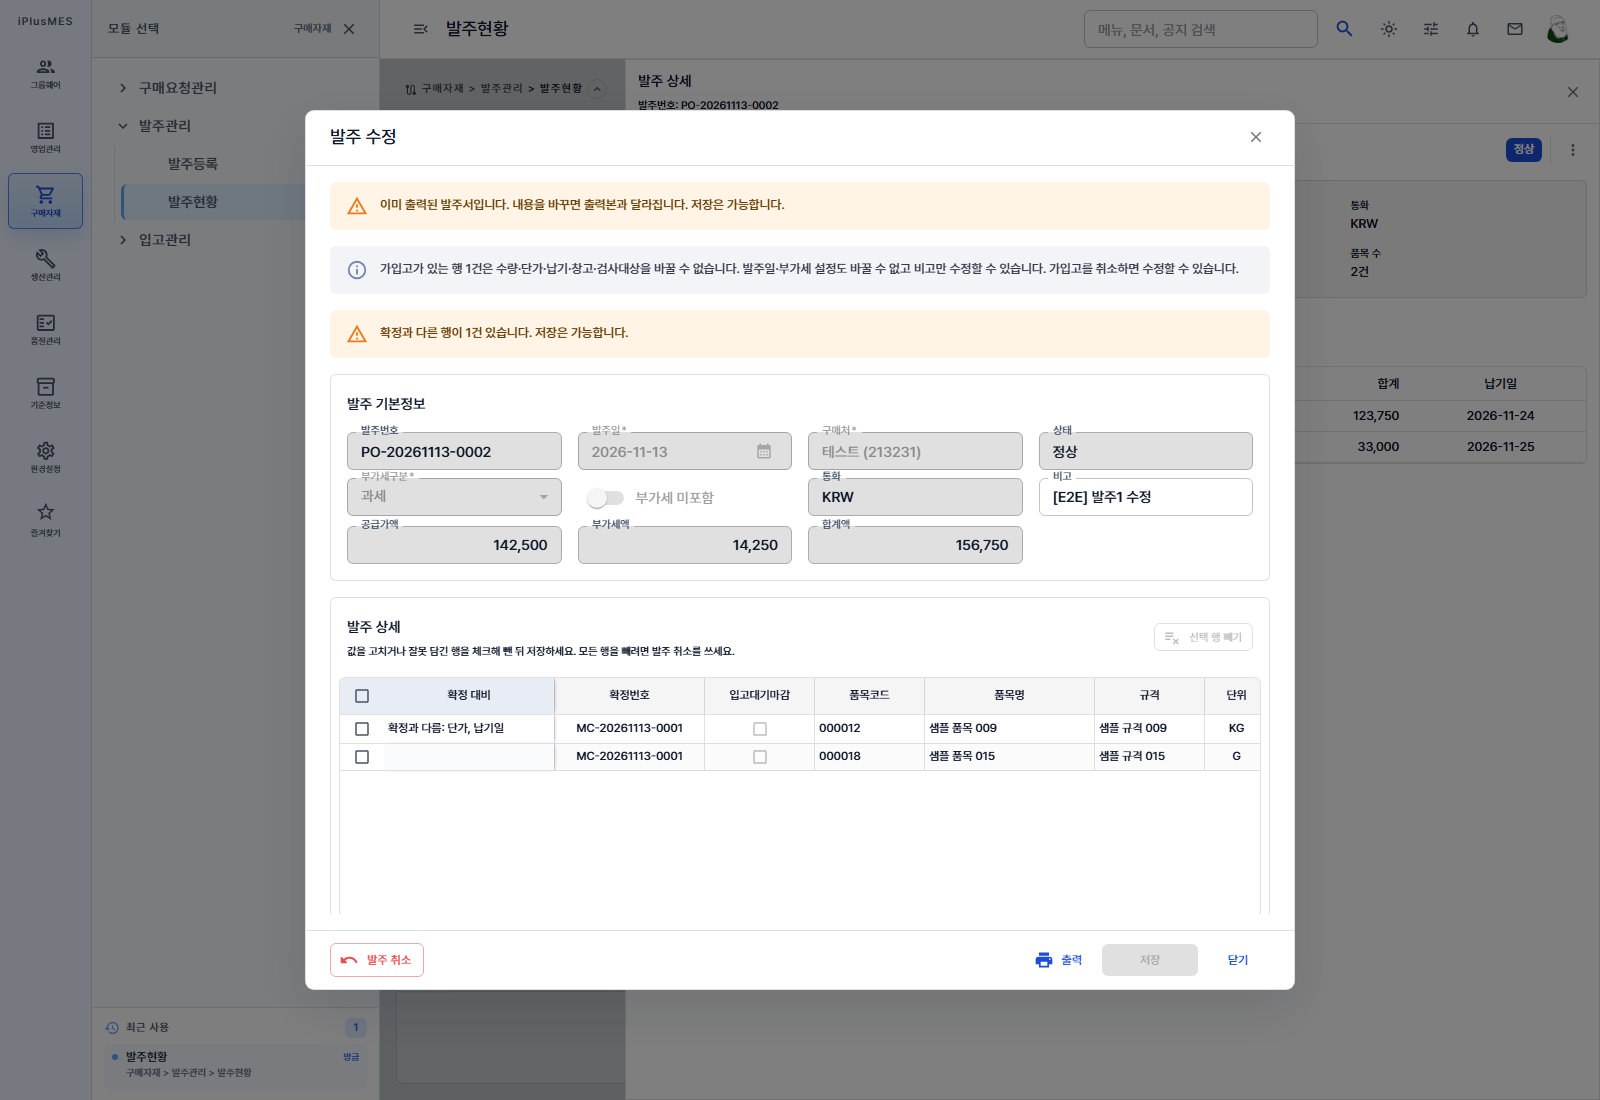 iPlusMES
모듈 선택
구매자재
발주현황
메뉴, 문서, 공지 검색
그룹웨어
영업관리
구매자재
생산관리
품질관리
기준정보
환경설정
즐겨찾기
구매요청관리
발주관리
발주등록
발주현황
입고관리
구매자재 > 발주관리 > 발주현황
발주 상세
발주번호: PO-20261113-0002
정상
통화
KRW
품목 수
2건
합계 납기일
123,750 2026-11-24
33,000 2026-11-25
발주 수정
이미 출력된 발주서입니다. 내용을 바꾸면 출력본과 달라집니다. 저장은 가능합니다.
가입고가 있는 행 1건은 수량·단가·납기·창고·검사대상을 바꿀 수 없습니다. 발주일·부가세 설정도 바꿀 수 없고 비고만 수정할 수 있습니다. 가입고를 취소하면 수정할 수 있습니다.
확정과 다른 행이 1건 있습니다. 저장은 가능합니다.
발주 기본정보
발주번호 발주일* 구매처* 상태
PO-20261113-0002 2026-11-13 테스트 (213231) 정상
부가세구분* 통화 비고
과세 부가세 미포함 KRW [E2E] 발주1 수정
공급가액 부가세액 합계액
142,500 14,250 156,750
발주 상세
값을 고치거나 잘못 담긴 행을 체크해 뺀 뒤 저장하세요. 모든 행을 빼려면 발주 취소를 쓰세요.
선택 행 빼기
확정 대비 확정번호 입고대기마감 품목코드 품목명 규격 단위
확정과 다름: 단가, 납기일 MC-20261113-0001 000012 샘플 품목 009 샘플 규격 009 KG
MC-20261113-0001 000018 샘플 품목 015 샘플 규격 015 G
발주 취소
출력
저장
닫기
최근 사용
1
발주현황
방금
구매자재 > 발주관리 > 발주현황